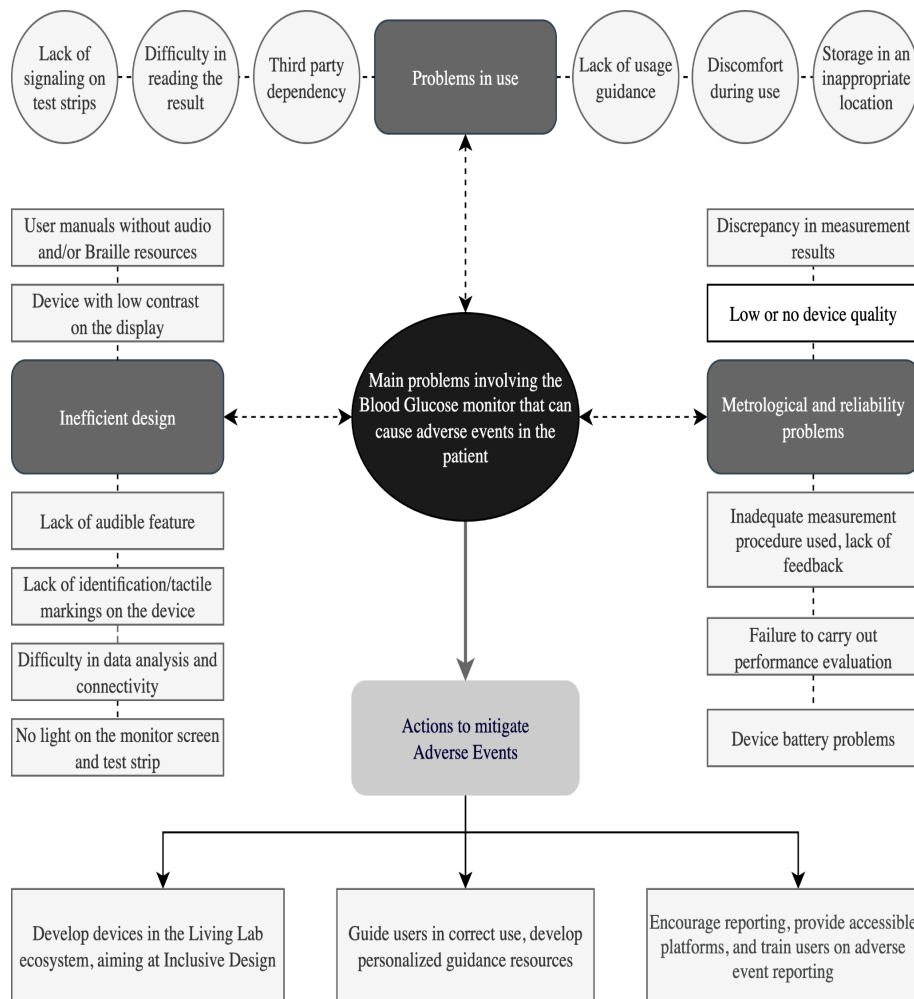 Lack of
signaling on
test strips
Difficulty in
reading the
result
Third party
dependency
Problems in use
Lack of usage
guidance
Discomfort
during use
Storage in an
inappropriate
location
User manuals without audio
and/or Braille resources
Device with low contrast
on the display
Inefficient design
Lack of audible feature
Lack of identification/tactile
markings on the device
Difficulty in data analysis and
connectivity
No light on the monitor screen
and test strip
Main problems involving the
Blood Glucose monitor that can
cause adverse events in the
patient
Discrepancy in measurement
results
Low or no device quality
Metrological and reliability
problems
Inadequate measurement
procedure used, lack of
feedback
Failure to carry out
performance evaluation
Device battery problems
Actions to mitigate
Adverse Events
Develop devices in the Living Lab
ecosystem, aiming at Inclusive Design
Guide users in correct use, develop
personalized guidance resources
Encourage reporting, provide accessible
platforms, and train users on adverse
event reporting